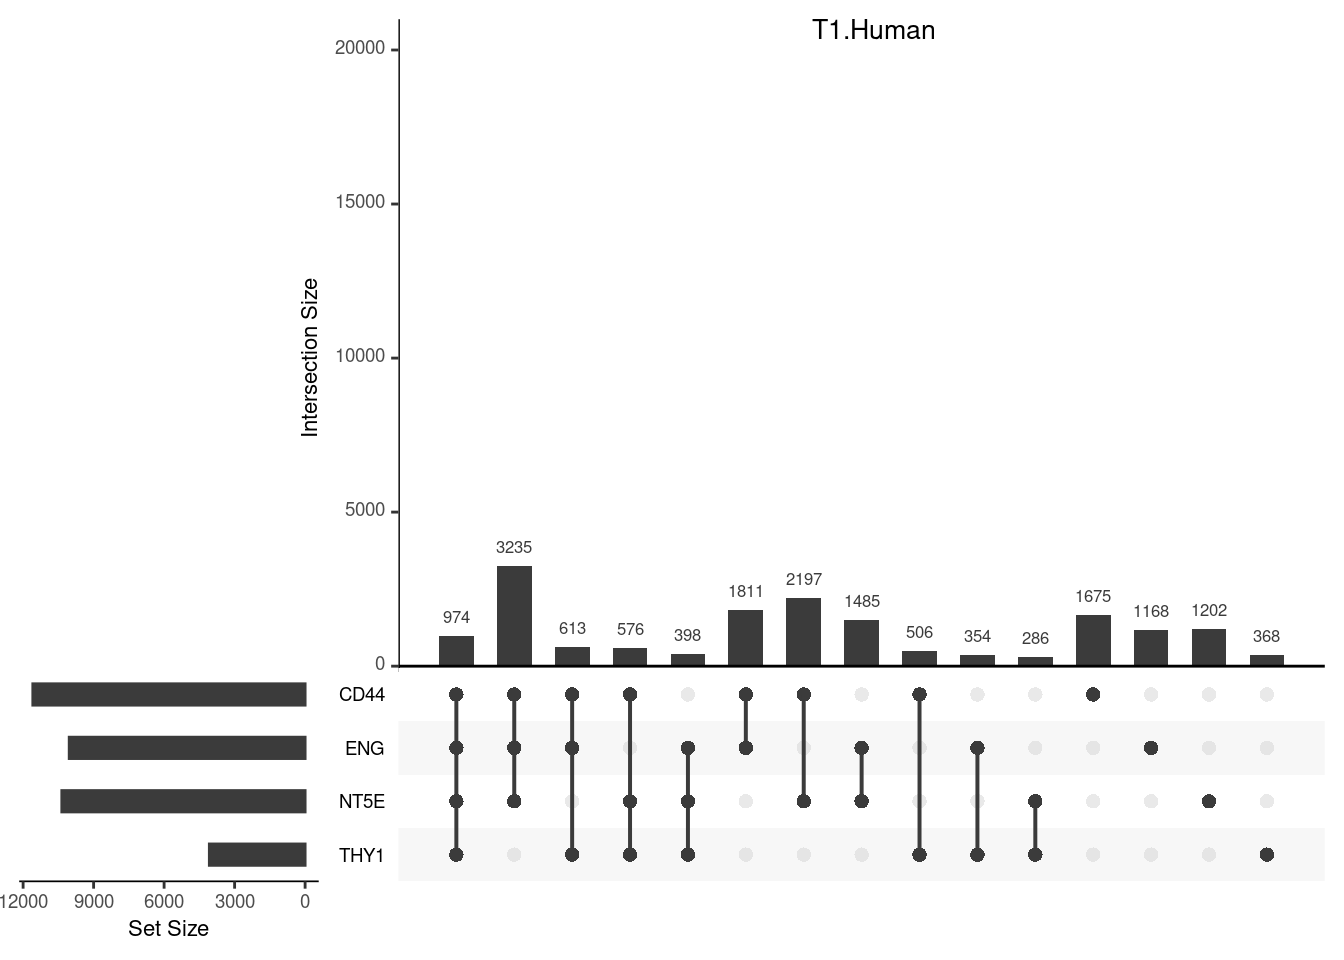 T1.Human
20000
15000
10000
5000
0
Intersection Size
974 3235 613 576 398 1811 2197 1485 506 354 286 1675 1168 1202 368
CD44
ENG
NT5E
THY1
12000 9000 6000 3000 0
Set Size